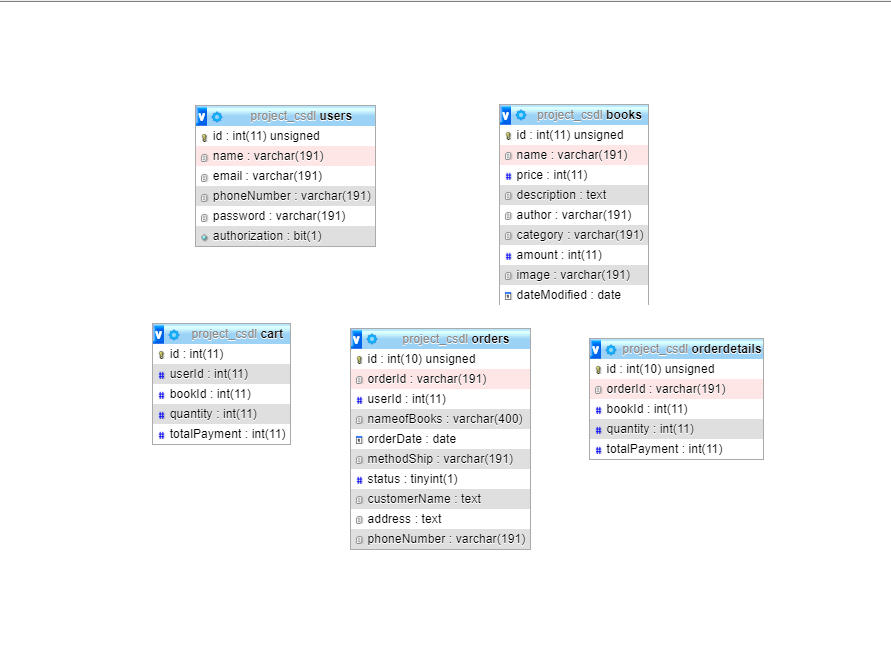 project_csdl users
id : int(11) unsigned
name : varchar(191)
email : varchar(191)
phoneNumber : varchar(191)
password : varchar(191)
authorization : bit(1)
project_csdl books
id : int(11) unsigned
name : varchar(191)
price : int(11)
description : text
author : varchar(191)
category : varchar(191)
amount : int(11)
image : varchar(191)
dateModified : date
project_csdl cart
id : int(11)
userId : int(11)
bookId : int(11)
quantity : int(11)
totalPayment : int(11)
project_csdl orders
id : int(10) unsigned
orderId : varchar(191)
userId : int(11)
nameofBooks : varchar(400)
orderDate : date
methodShip : varchar(191)
status : tinyint(1)
customerName : text
address : text
phoneNumber : varchar(191)
project_csdl orderdetails
id : int(10) unsigned
orderId : varchar(191)
bookId : int(11)
quantity : int(11)
totalPayment : int(11)